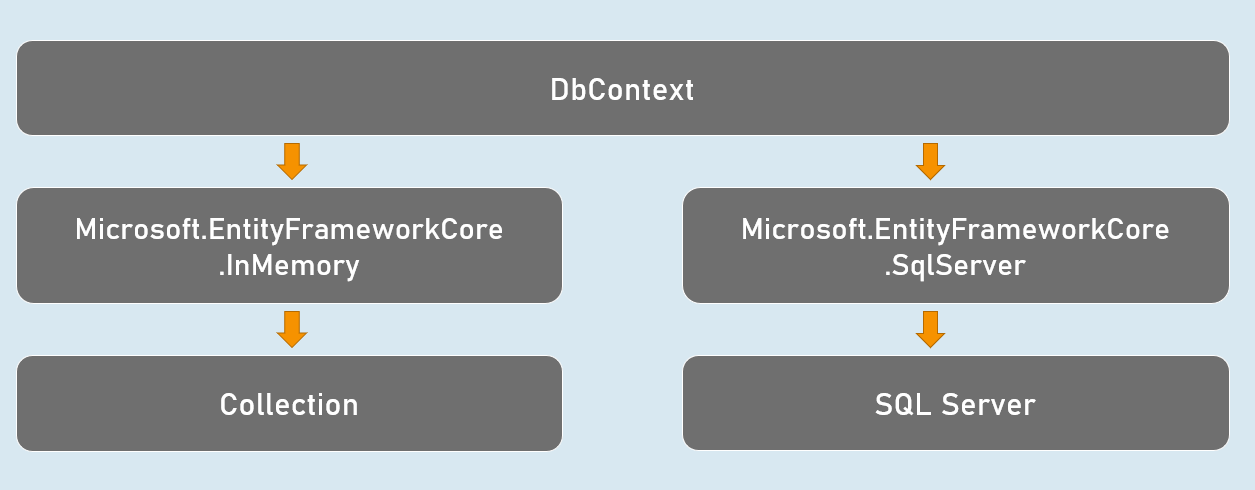 DbContext
Microsoft.EntityFrameworkCore
.InMemory
Microsoft.EntityFrameworkCore
.SqlServer
Collection
SQL Server